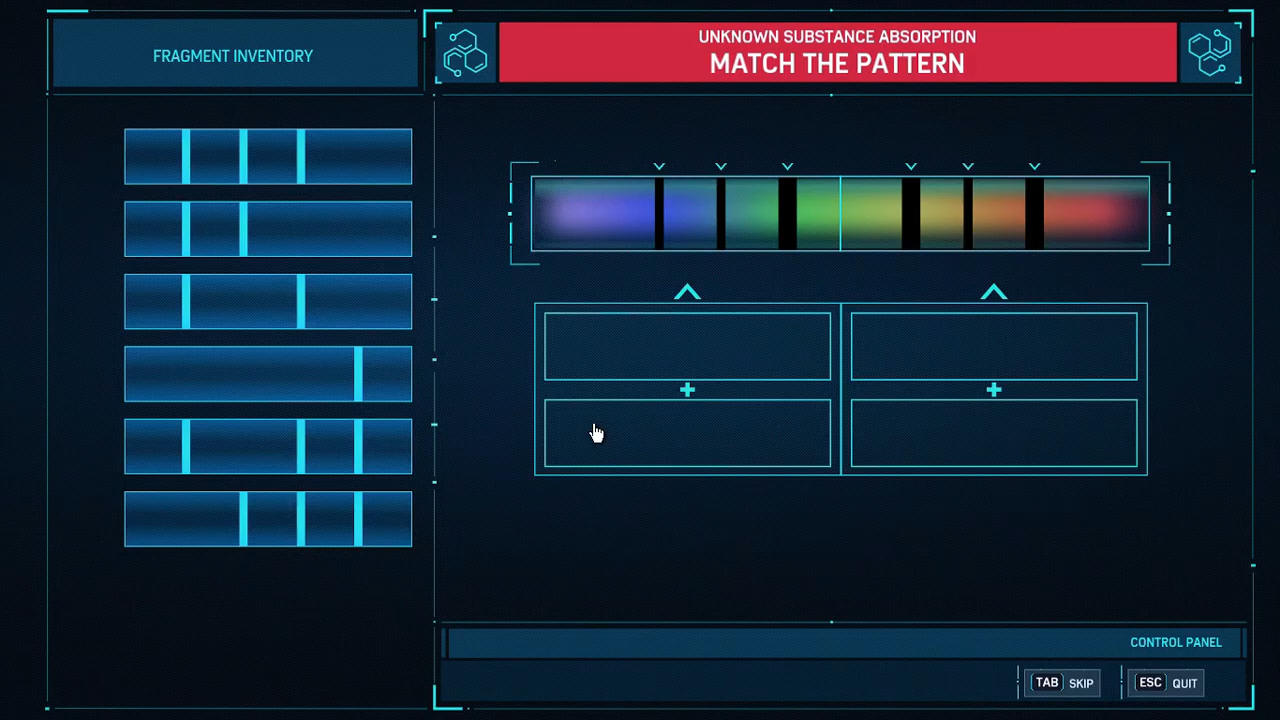 FRAGMENT INVENTORY
UNKNOWN SUBSTANCE ABSORPTION
MATCH THE PATTERN
CONTROL PANEL
TAB SKIP
ESC QUIT